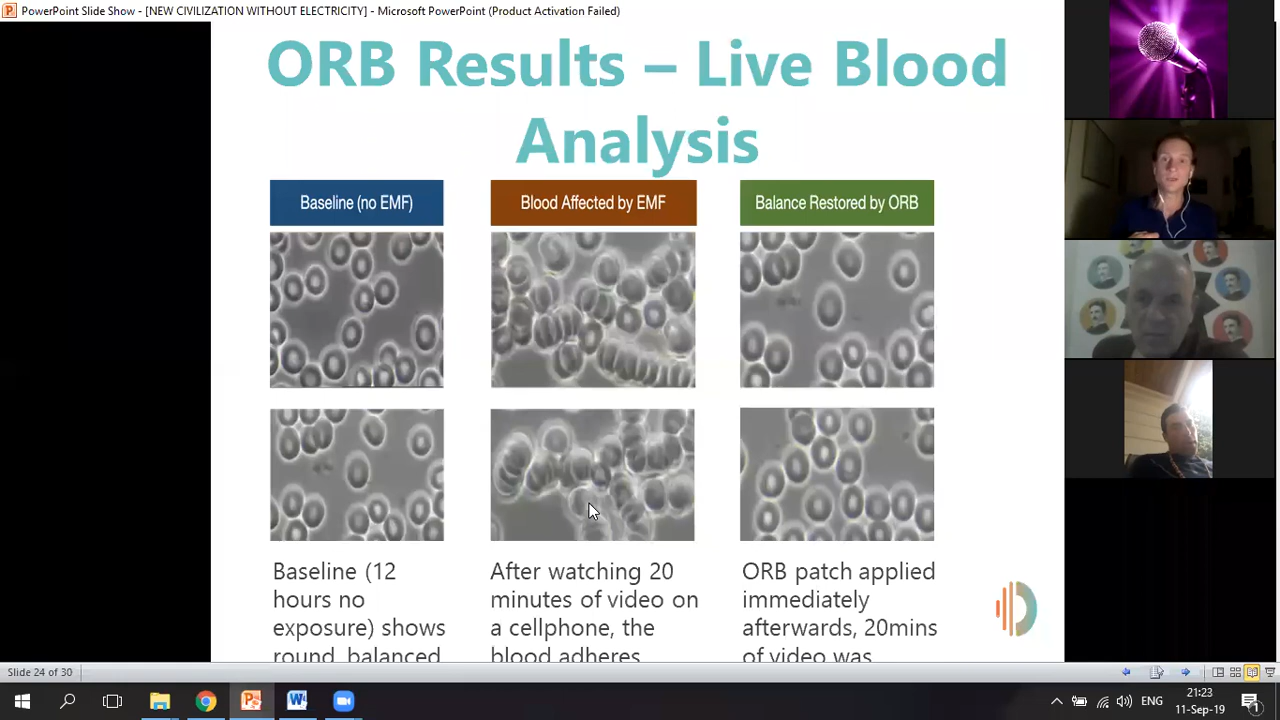 PowerPoint Slide Show - [NEW CIVILIZATION WITHOUT ELECTRICITY] - Microsoft PowerPoint (Product Activation Failed)
ORB Results – Live Blood
Analysis
Baseline (no EMF)
Blood Affected by EMF
Balance Restored by ORB
Baseline (12
hours no
exposure) shows
round, balanced
After watching 20
minutes of video on
a cellphone, the
blood adheres
ORB patch applied
immediately
afterwards, 20mins
of video was
Slide 24 of 30
ENG
21:23
11-Sep-19